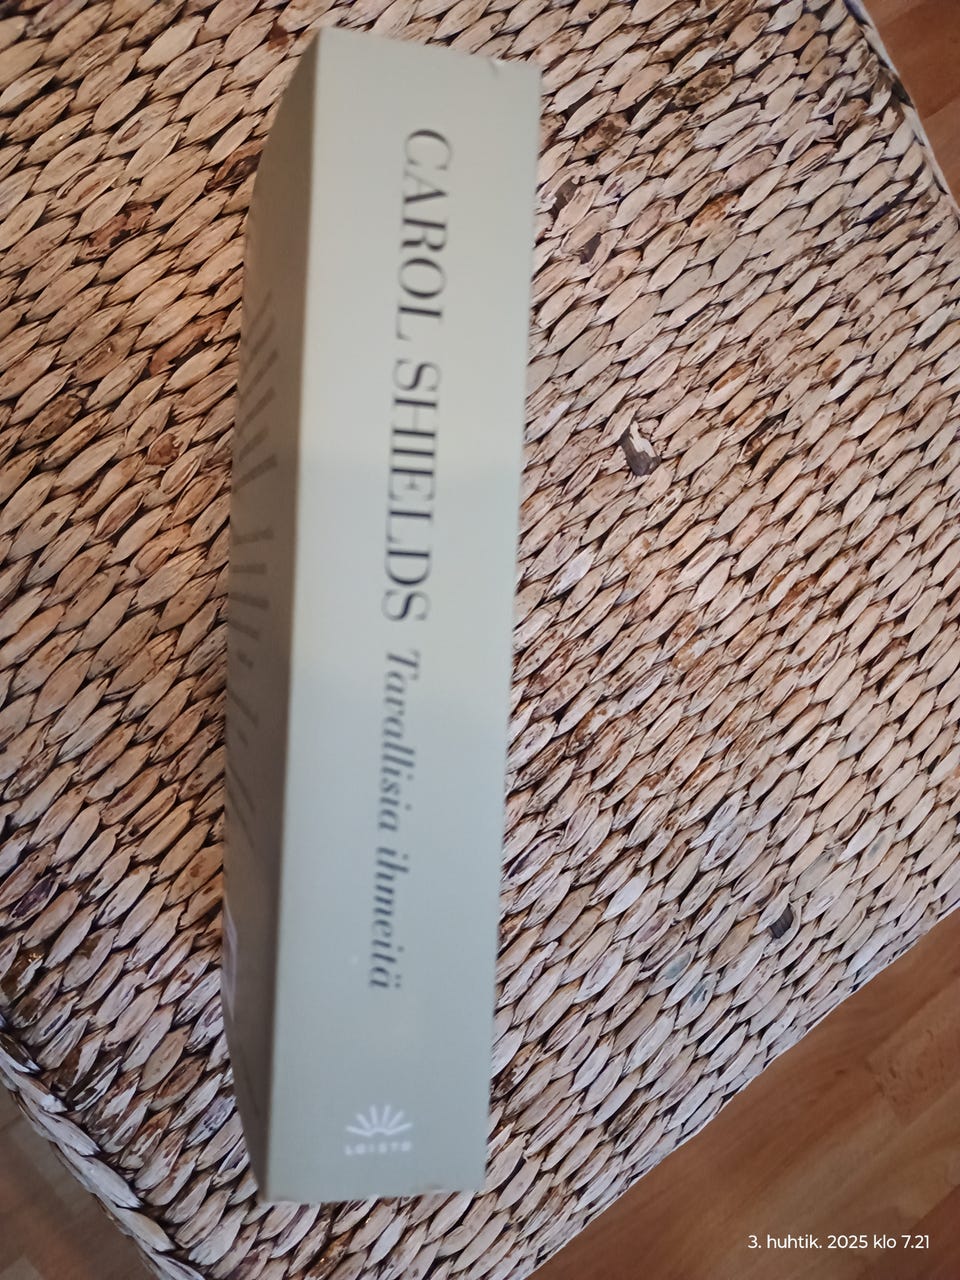 CAROL SHIELDS Tavallisia ihmeitä
LOISTO
3. huhtik. 2025 klo 7.21